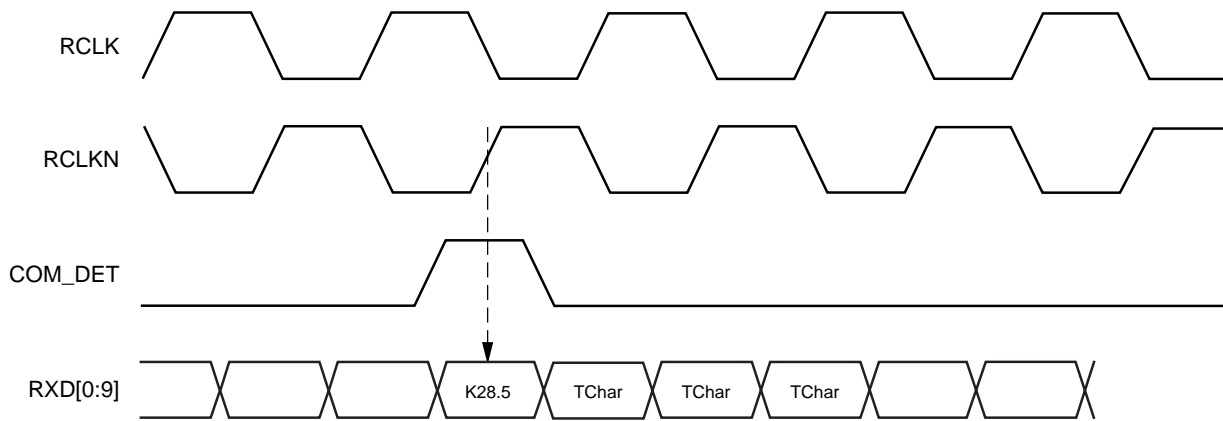 RCLK
RCLKN
COM_DET
RXD[0:9]
K28.5 TChar TChar TChar